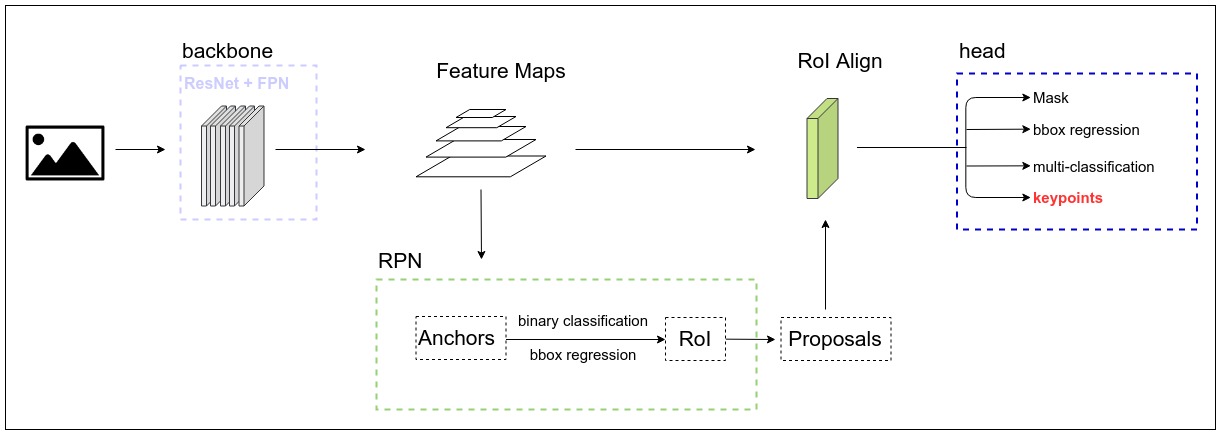 backbone
ResNet + FPN
Feature Maps
RoI Align
head
Mask
bbox regression
multi-classification
keypoints
RPN
Anchors
binary classification
bbox regression
RoI
Proposals